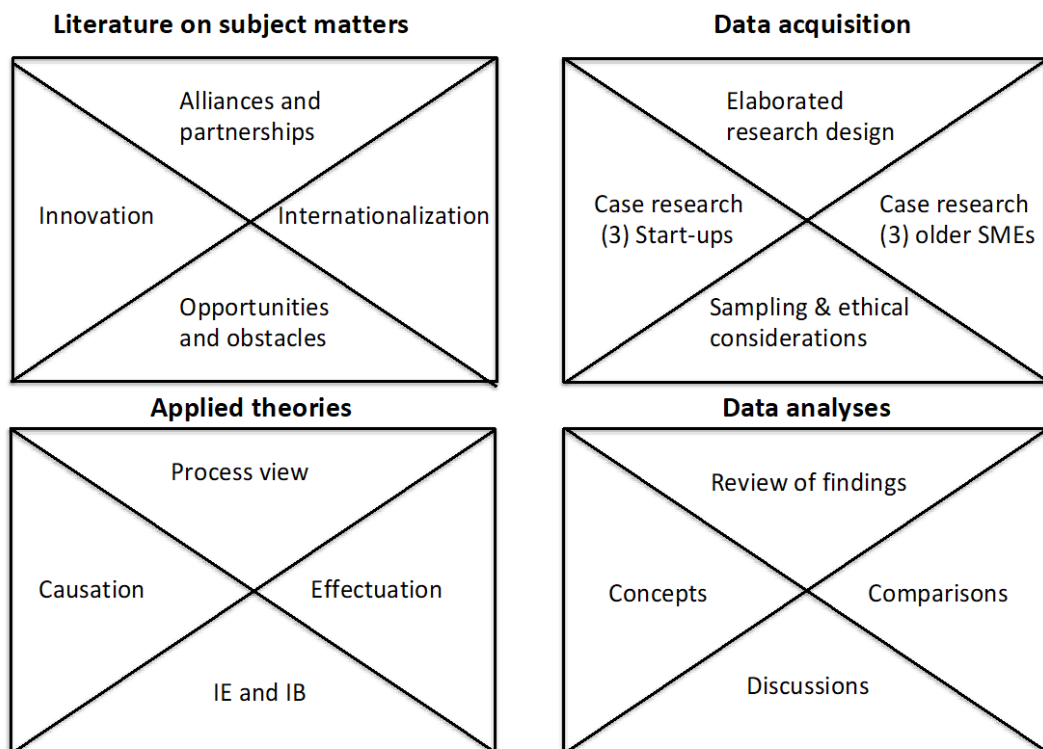 Literature on subject matters
Alliances and
partnerships
Innovation
Internationalization
Opportunities
and obstacles
Data acquisition
Elaborated
research design
Case research
(3) Start-ups
Case research
(3) older SMEs
Sampling & ethical
considerations
Applied theories
Process view
Causation
Effectuation
IE and IB
Data analyses
Review of findings
Concepts
Comparisons
Discussions